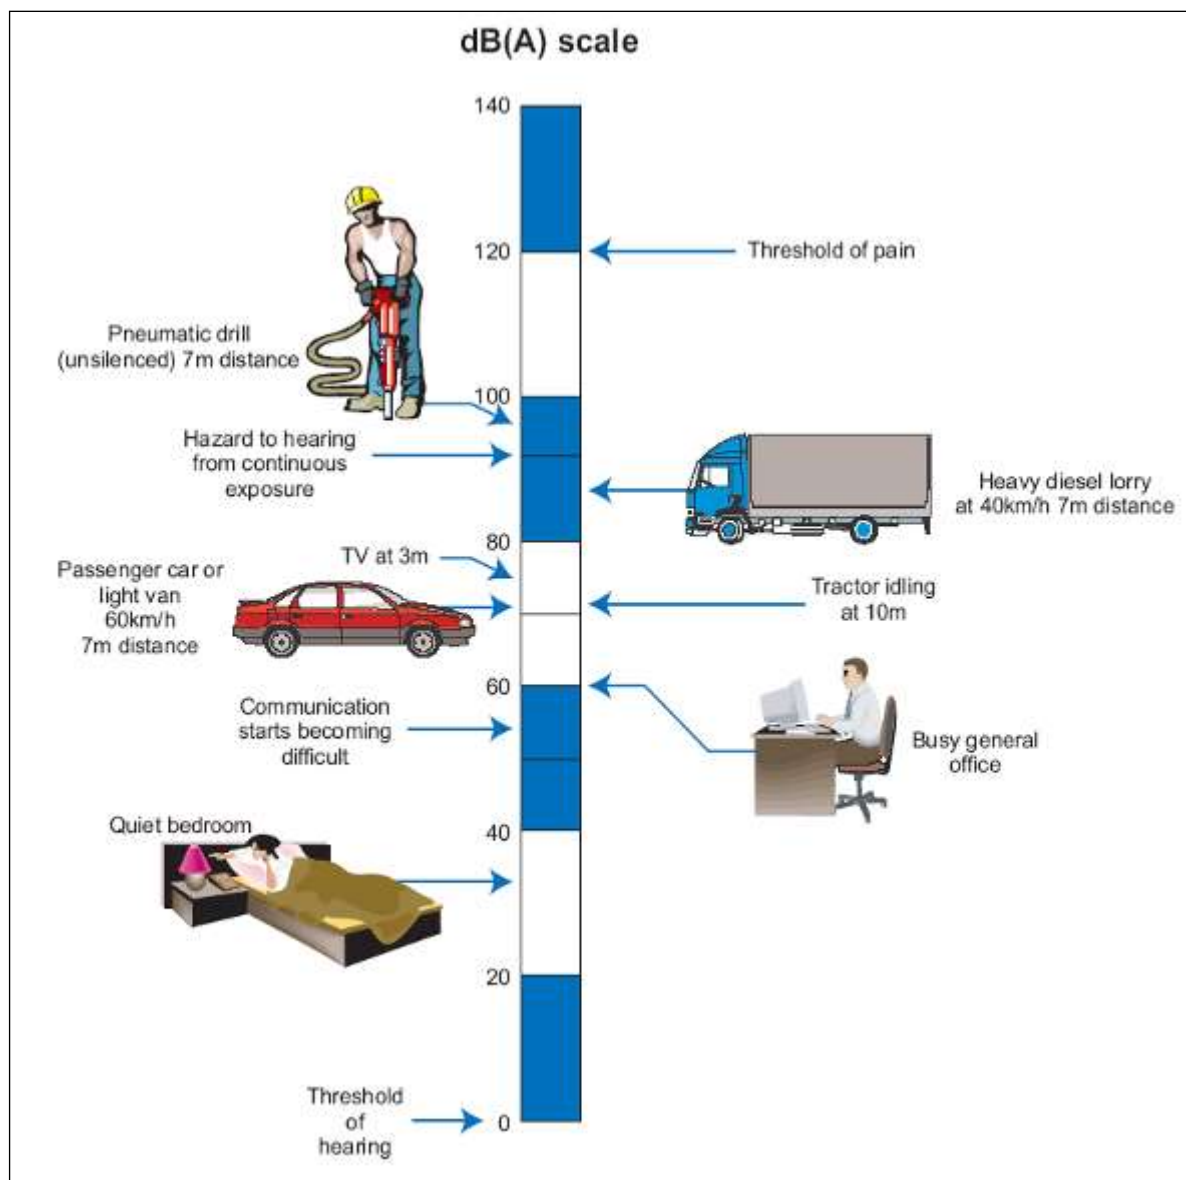 dB(A) scale
140
120
Threshold of pain
Pneumatic drill
(unsilenced) 7m distance
100
Hazard to hearing
from continuous
exposure
Heavy diesel lorry
at 40km/h 7m distance
80
TV at 3m
Passenger car or
light van
60km/h
7m distance
Tractor idling
at 10m
60
Communication
starts becoming
difficult
Busy general
office
Quiet bedroom
40
20
Threshold
of
hearing
0